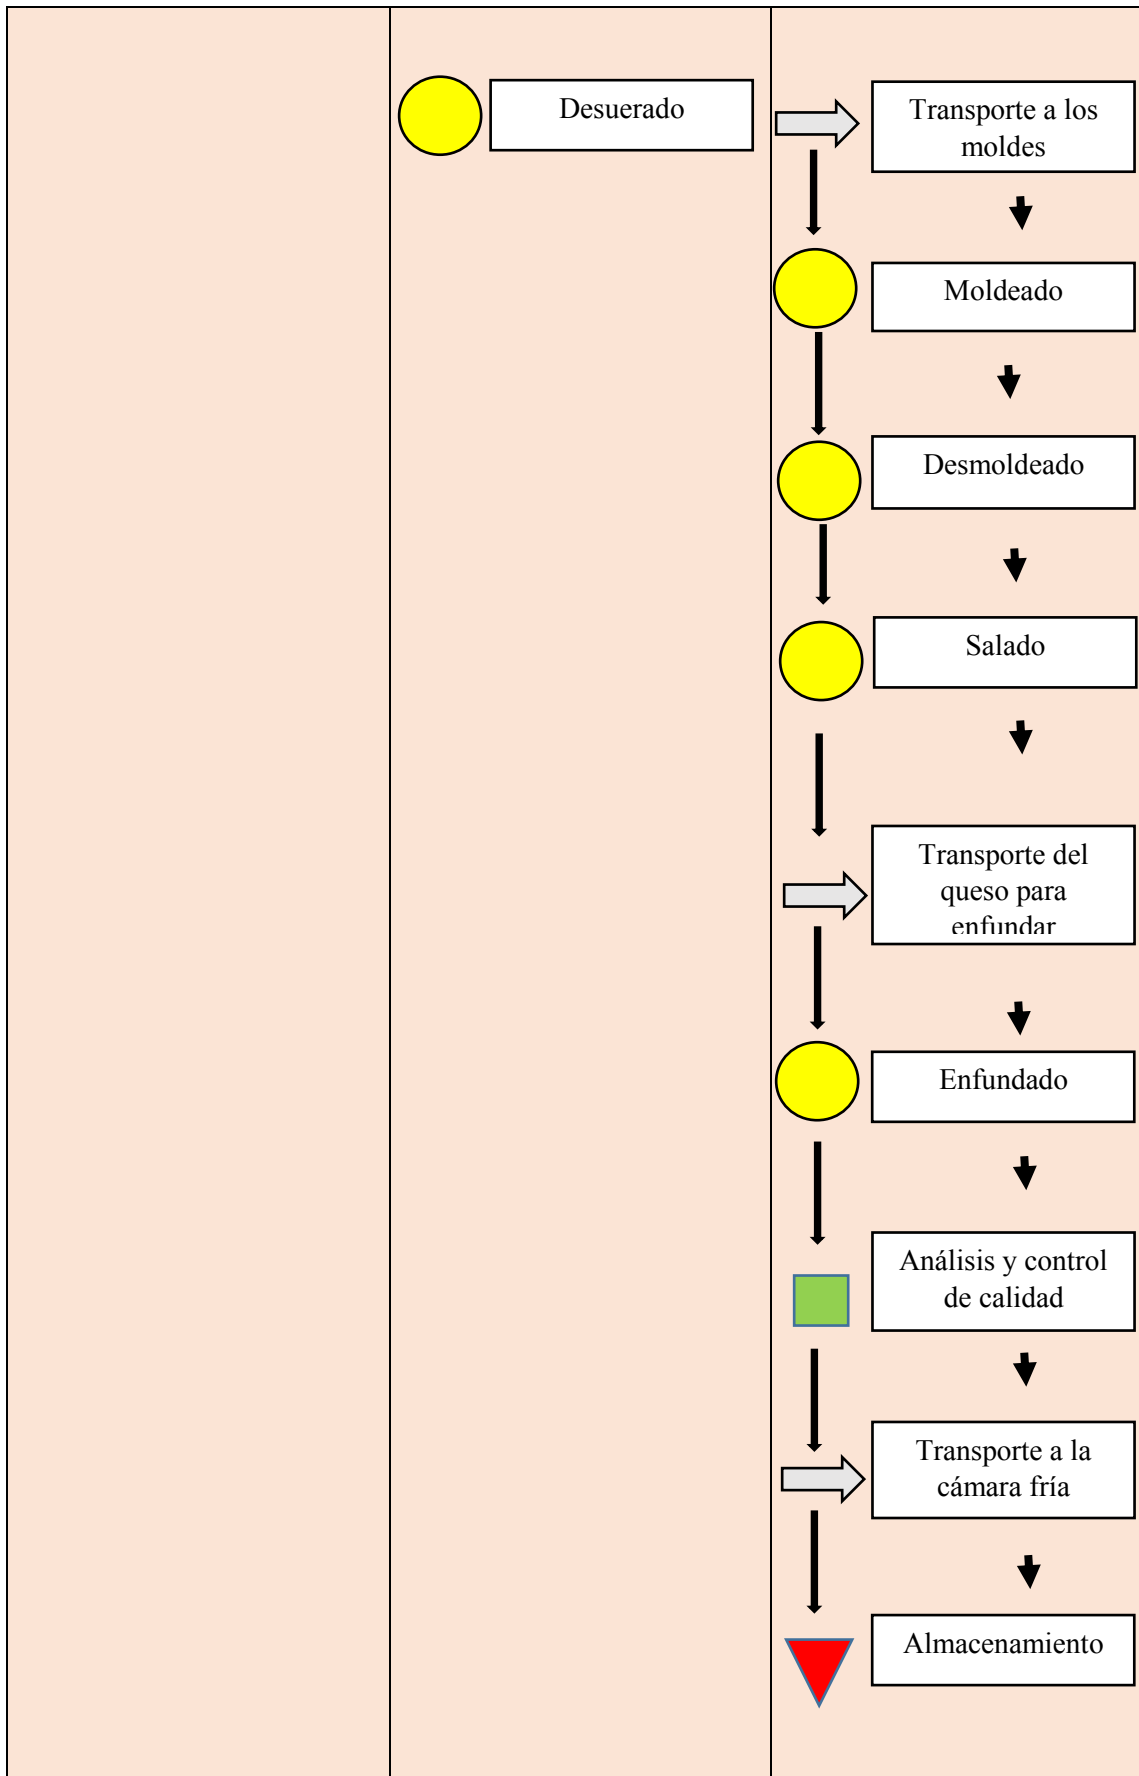 Desuerado
Transporte a los
moldes
Moldeado
Desmoldeado
Salado
Transporte del
queso para
enfundar
Enfundado
Análisis y control
de calidad
Transporte a la
cámara fría
Almacenamiento